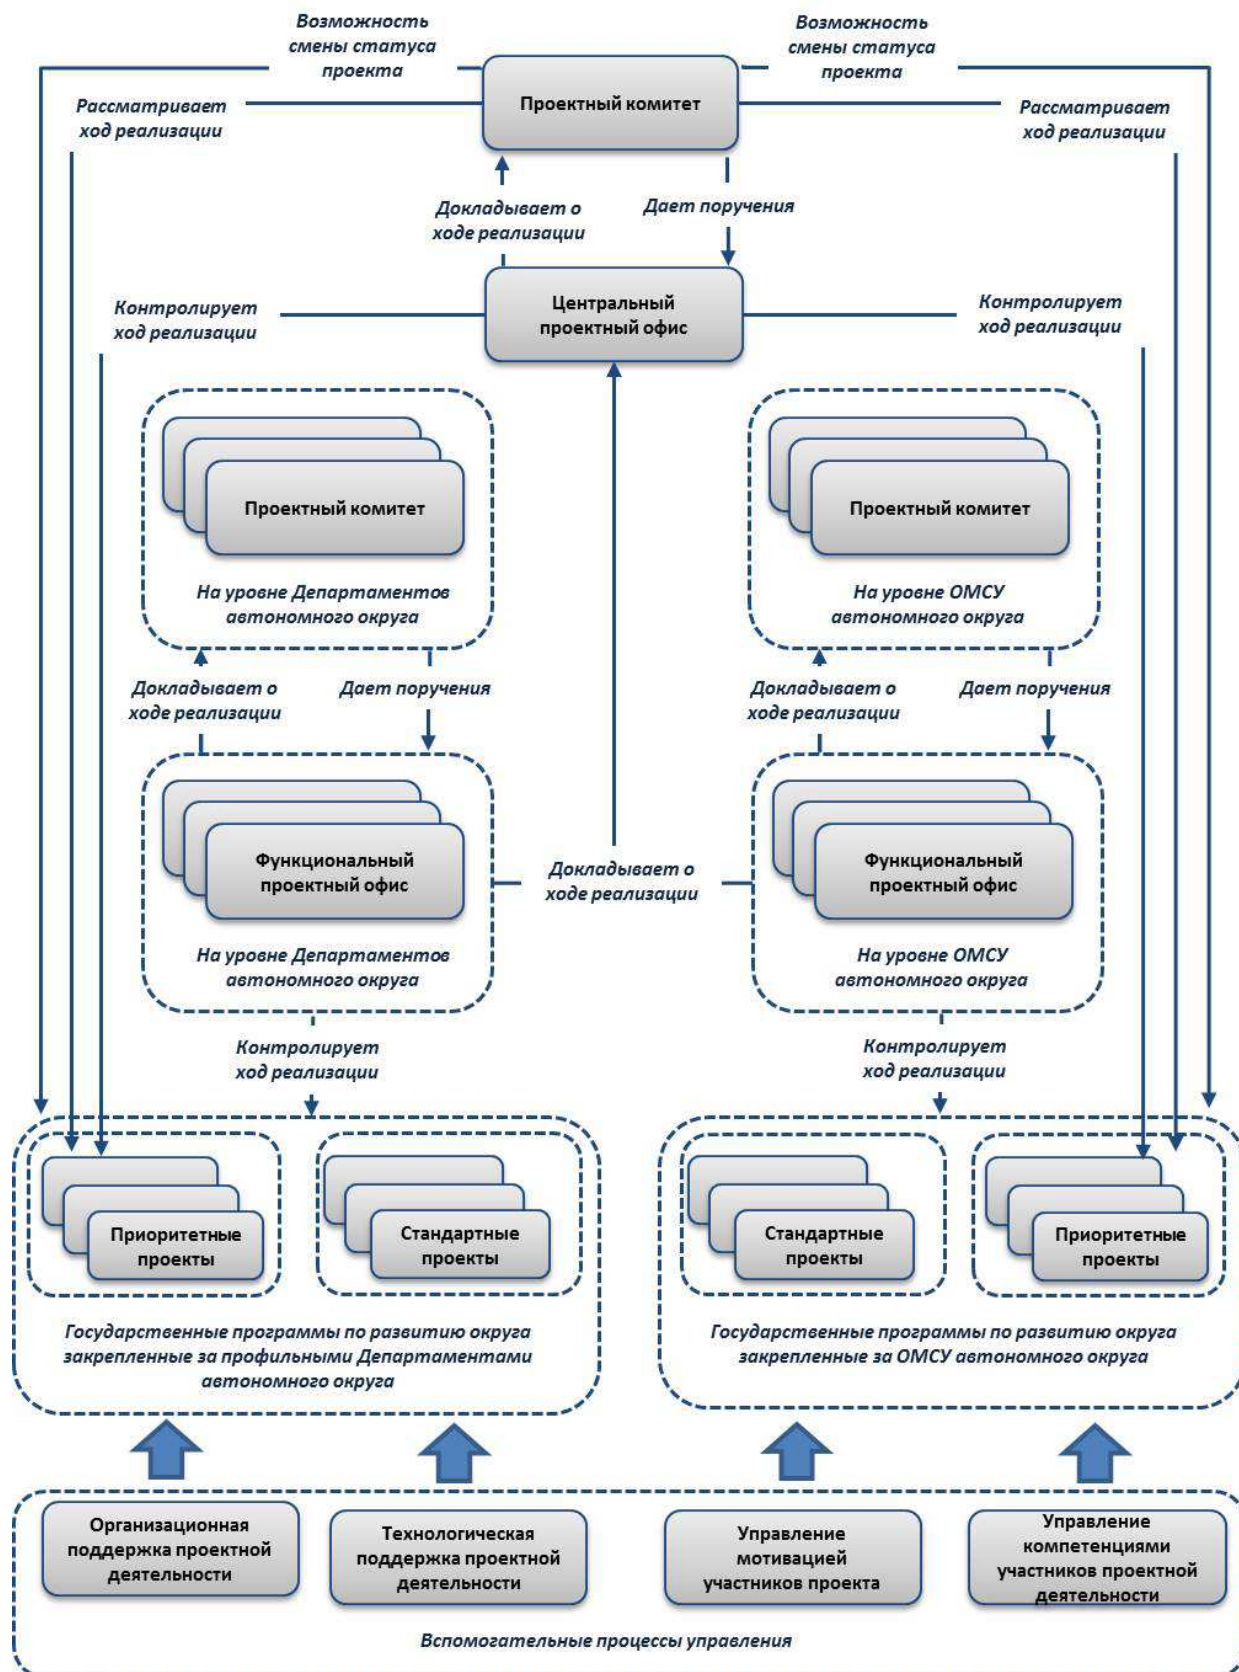 Возможность
смены статуса
проекта
Возможность
смены статуса
проекта
Рассматривает
ход реализации
Проектный комитет
Рассматривает
ход реализации
Докладывает о
ходе реализации
Дает поручения
Контролирует
ход реализации
Центральный
проектный офис
Контролирует
ход реализации
Проектный комитет
На уровне Департаментов
автономного округа
Проектный комитет
На уровне ОМСУ
автономного округа
Докладывает о
ходе реализации
Дает поручения
Докладывает о
ходе реализации
Дает поручения
Функциональный
проектный офис
На уровне Департаментов
автономного округа
Докладывает о
ходе реализации
Функциональный
проектный офис
На уровне ОМСУ
автономного округа
Контролирует
ход реализации
Контролирует
ход реализации
Приоритетные
проекты
Стандартные
проекты
Государственные программы по развитию округа
закрепленные за профильными Департаментами
автономного округа
Стандартные
проекты
Приоритетные
проекты
Государственные программы по развитию округа
закрепленные за ОМСУ автономного округа
Организационная
поддержка проектной
деятельности
Технологическая
поддержка проектной
деятельности
Управление
мотивацией
участников проекта
Управление
компетенциями
участников проектной
деятельности
Вспомогательные процессы управления